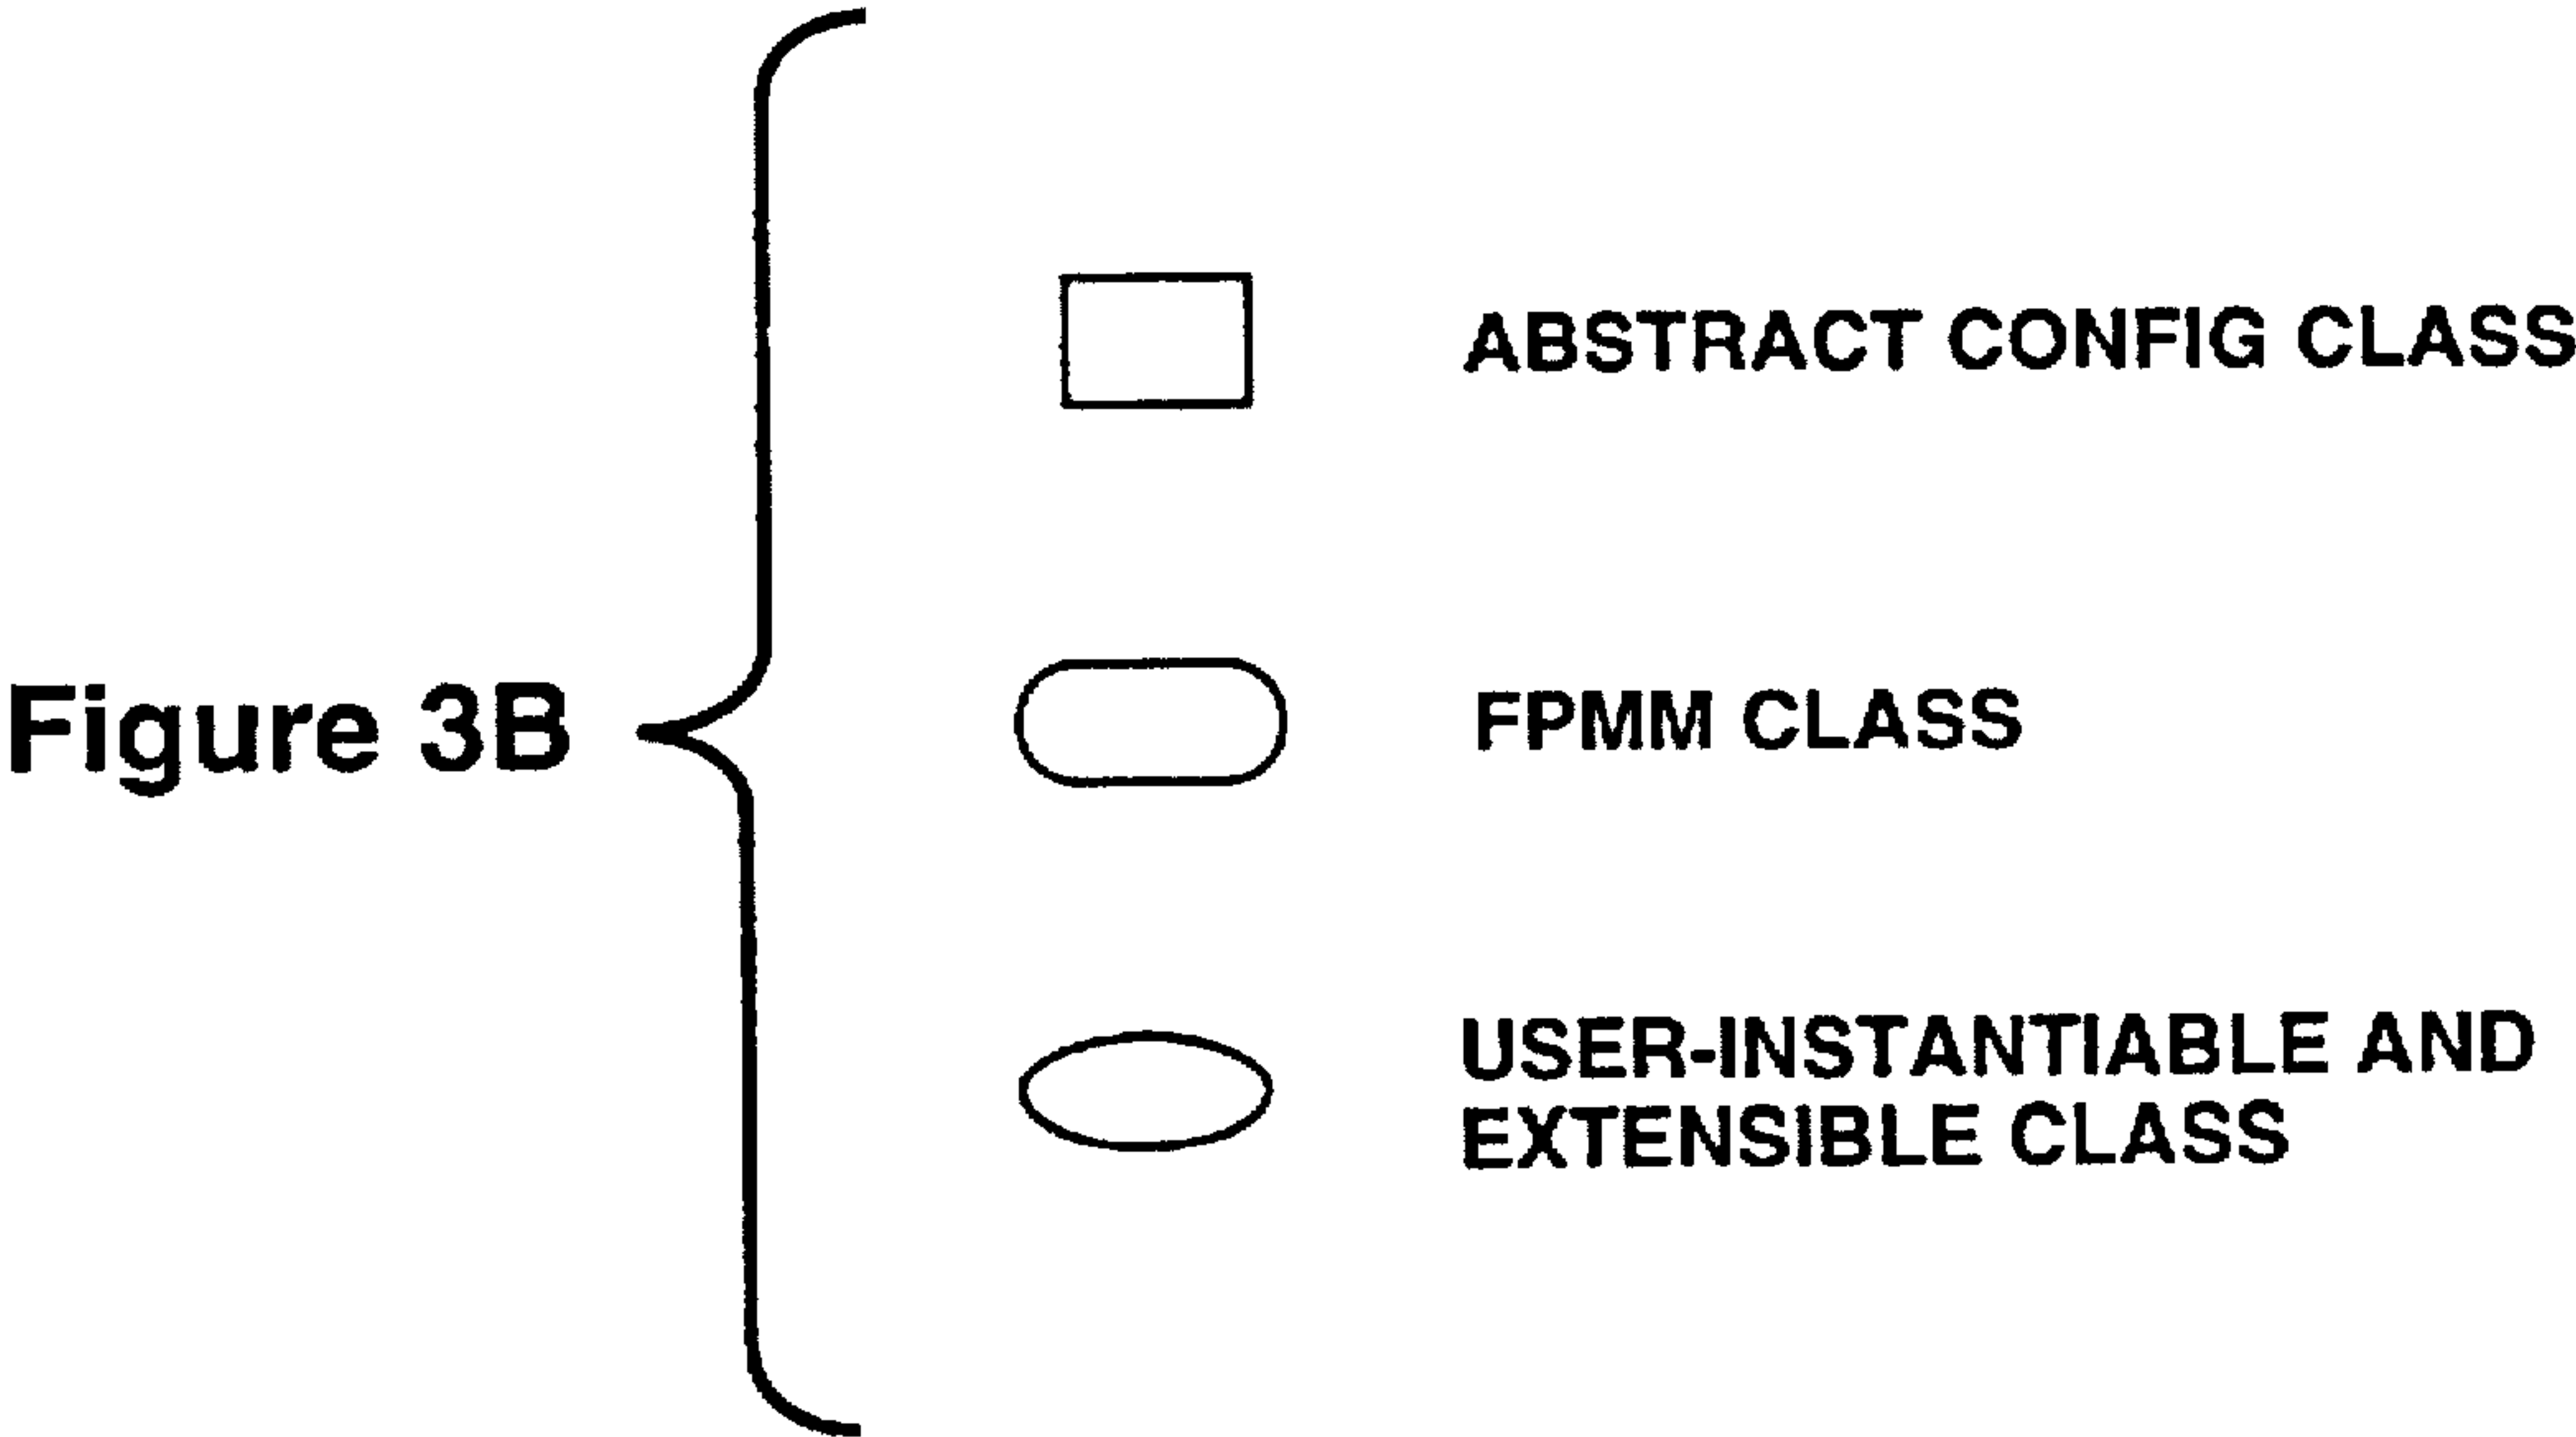 ABSTRACT CONFIG CLASS
Figure 3B
FPMM CLASS
USER-INSTANTIABLE AND
EXTENSIBLE CLASS